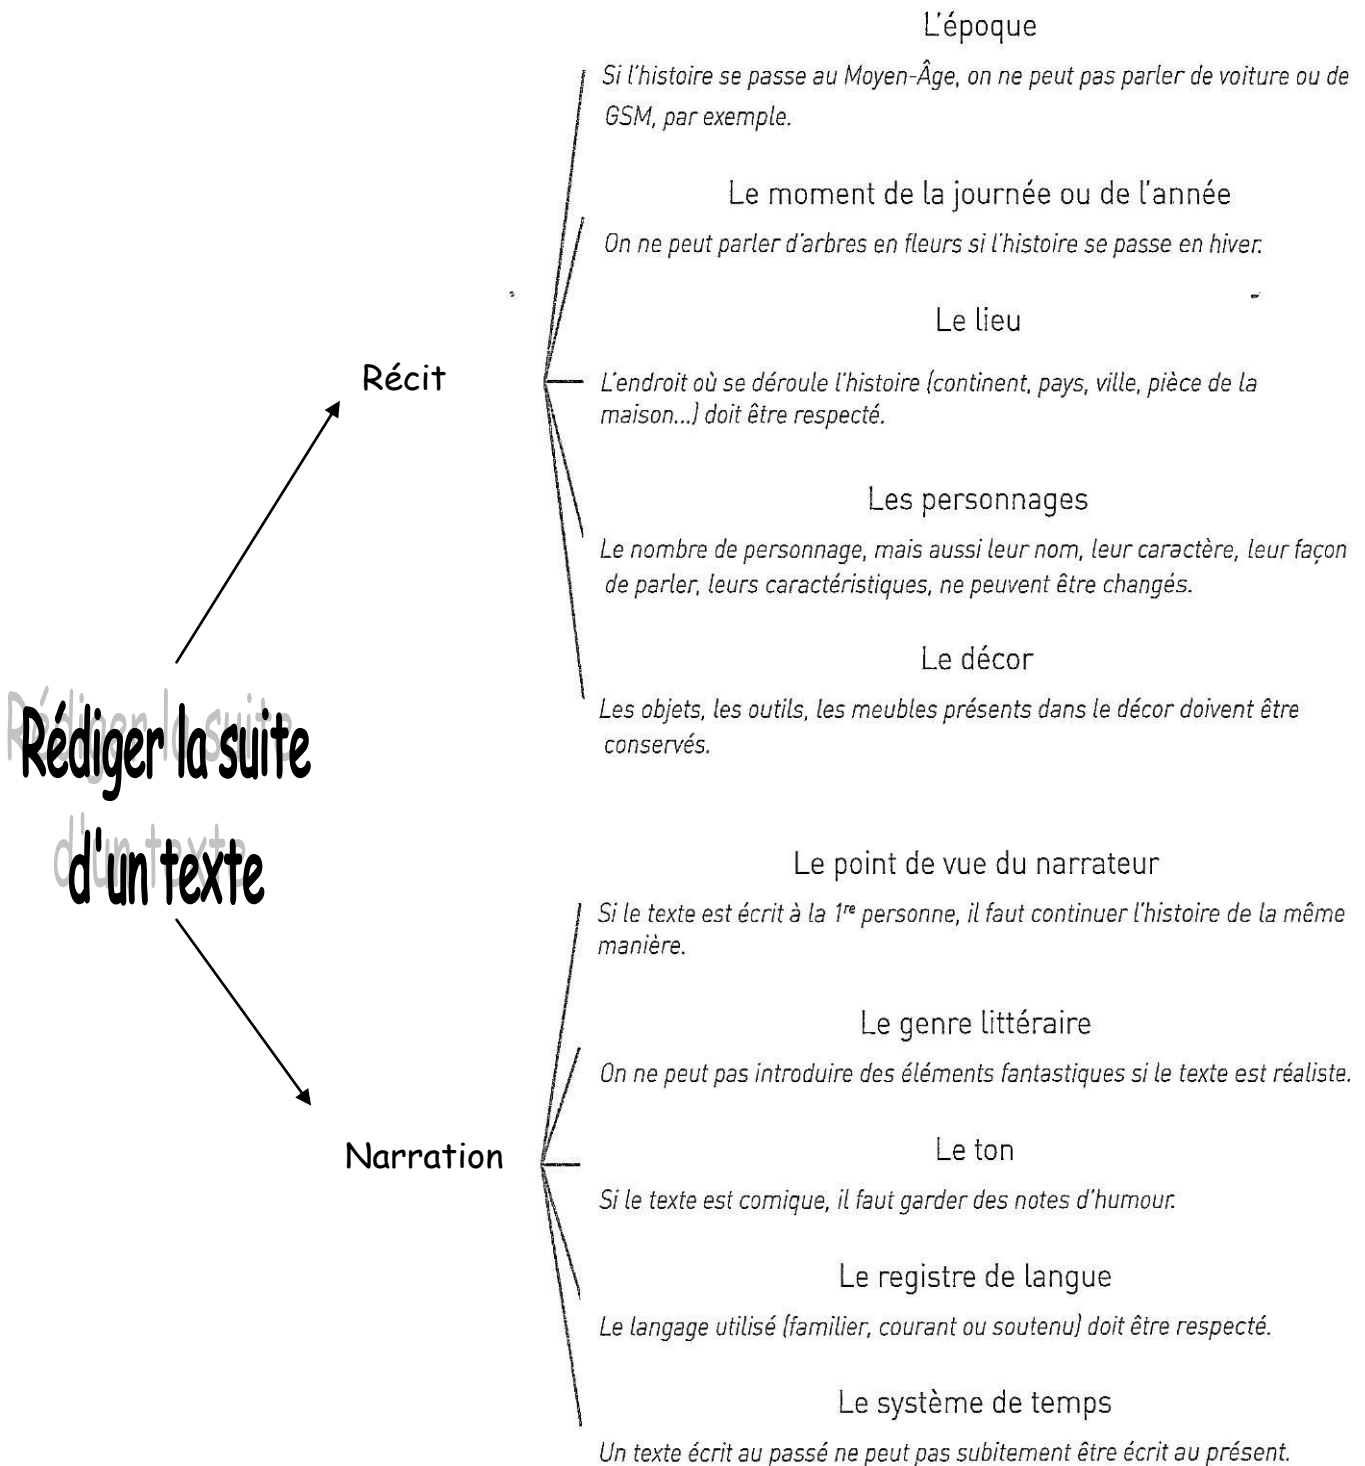 L'époque
Si l'histoire se passe au Moyen-Âge, on ne peut pas parler de voiture ou de
GSM, par exemple.
Le moment de la journée ou de l'année
On ne peut parler d'arbres en fleurs si l'histoire se passe en hiver.
Le lieu
Récit
L'endroit où se déroule l'histoire (continent, pays, ville, pièce de la
maison...) doit être respecté.
Les personnages
Le nombre de personnage, mais aussi leur nom, leur caractère, leur façon
de parler, leurs caractéristiques, ne peuvent être changés.
Le décor
Les objets, les outils, les meubles présents dans le décor doivent être
conservés.
Rédiger la suite
d'un texte
Le point de vue du narrateur
Si le texte est écrit à la 1re personne, il faut continuer l'histoire de la même
manière.
Le genre littéraire
On ne peut pas introduire des éléments fantastiques si le texte est réaliste.
Narration
Le ton
Si le texte est comique, il faut garder des notes d'humour.
Le registre de langue
Le langage utilisé (familier, courant ou soutenu) doit être respecté.
Le système de temps
Un texte écrit au passé ne peut pas subitement être écrit au présent.